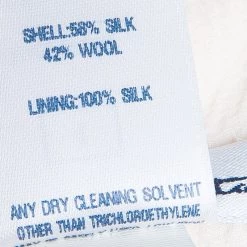 SHELL:58% SILK
42% WOOL
LINING:100% SILK
ANY DRY CLEANING SOLVENT
OTHER THAN TRICHLOROETHYLENE